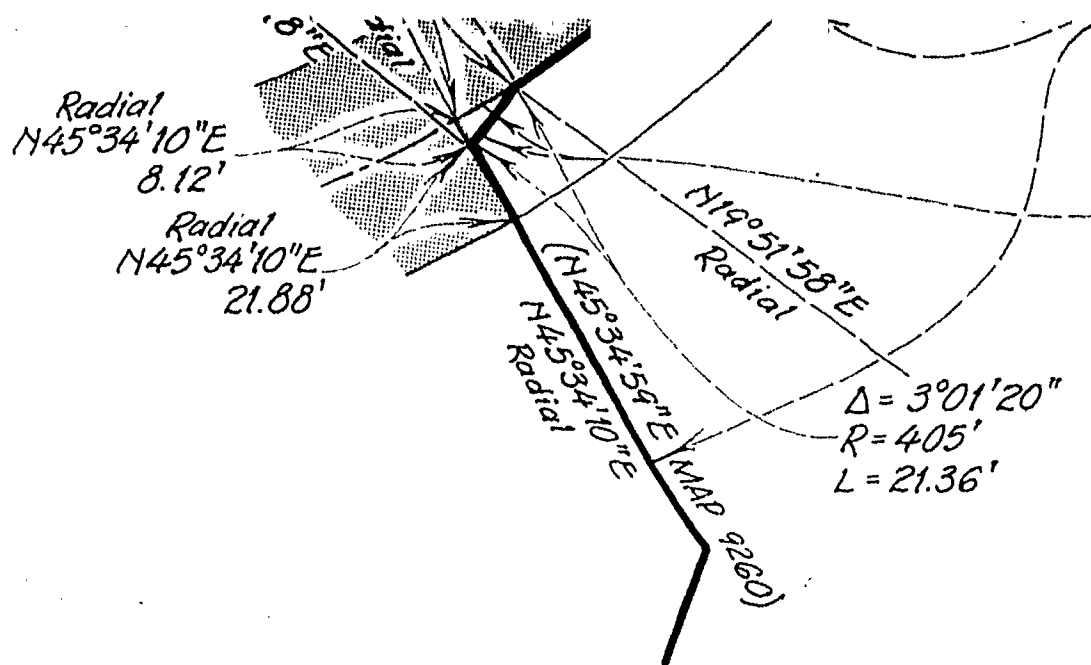 8"E
Radial
N45°34'10"E
8.12'
Radial
N45°34'10"E
21.88'
N19°51'58"E
Radial
(N45°34'59"E MAP 9260)
N45°34'10"E
Radial
Δ = 3°01'20"
R = 405'
L = 21.36'